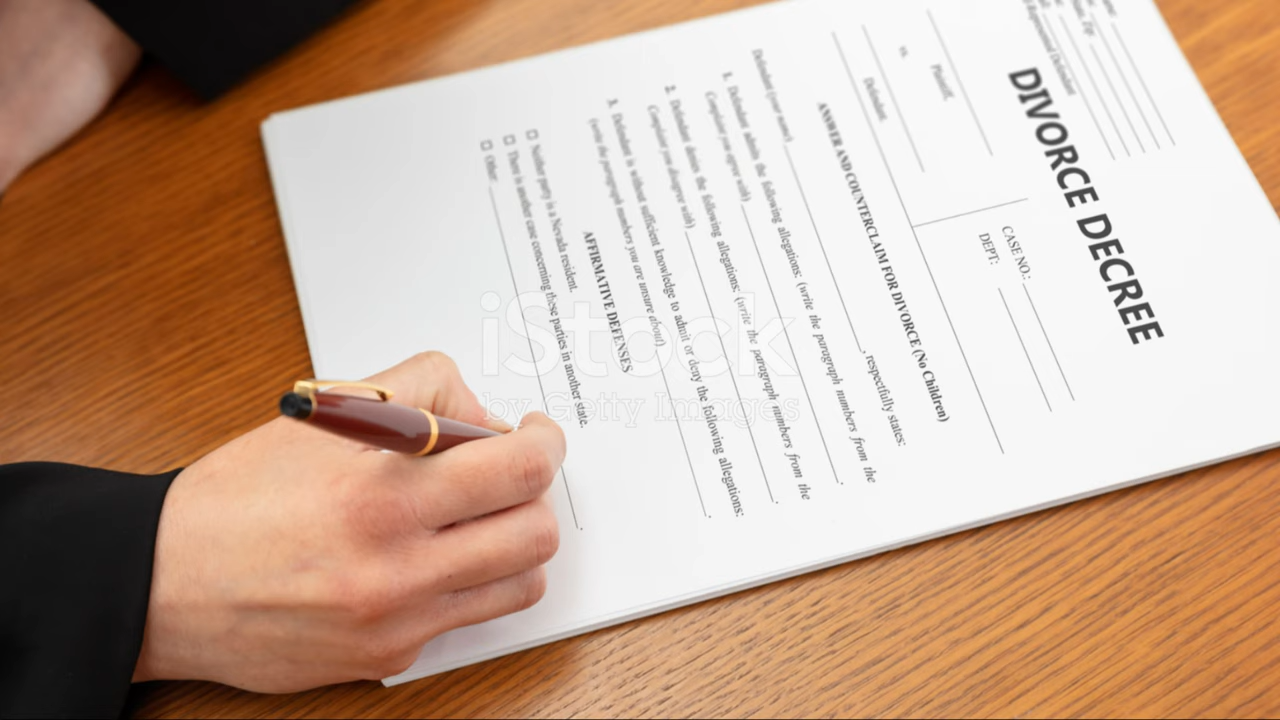 DIVORCE DECREE
CASE NO.:
DEPT:
Plaintiff,
vs.
Defendant.
ANSWER AND COUNTERCLAIM FOR DIVORCE (No Children)
Defendant (your name) , respectfully states:
1. Defendant admits the following allegations: (write the paragraph numbers from the
Complaint you agree with) .
2. Defendant denies the following allegations: (write the paragraph numbers from the
Complaint you disagree with) .
3. Defendant is without sufficient knowledge to admit or deny the following allegations:
(write the paragraph numbers you are unsure about) .
AFFIRMATIVE DEFENSES
☐ Neither party is a Nevada resident.
☐ There is another case concerning these parties in another state.
☐ Other: .
iStock
by Getty Images